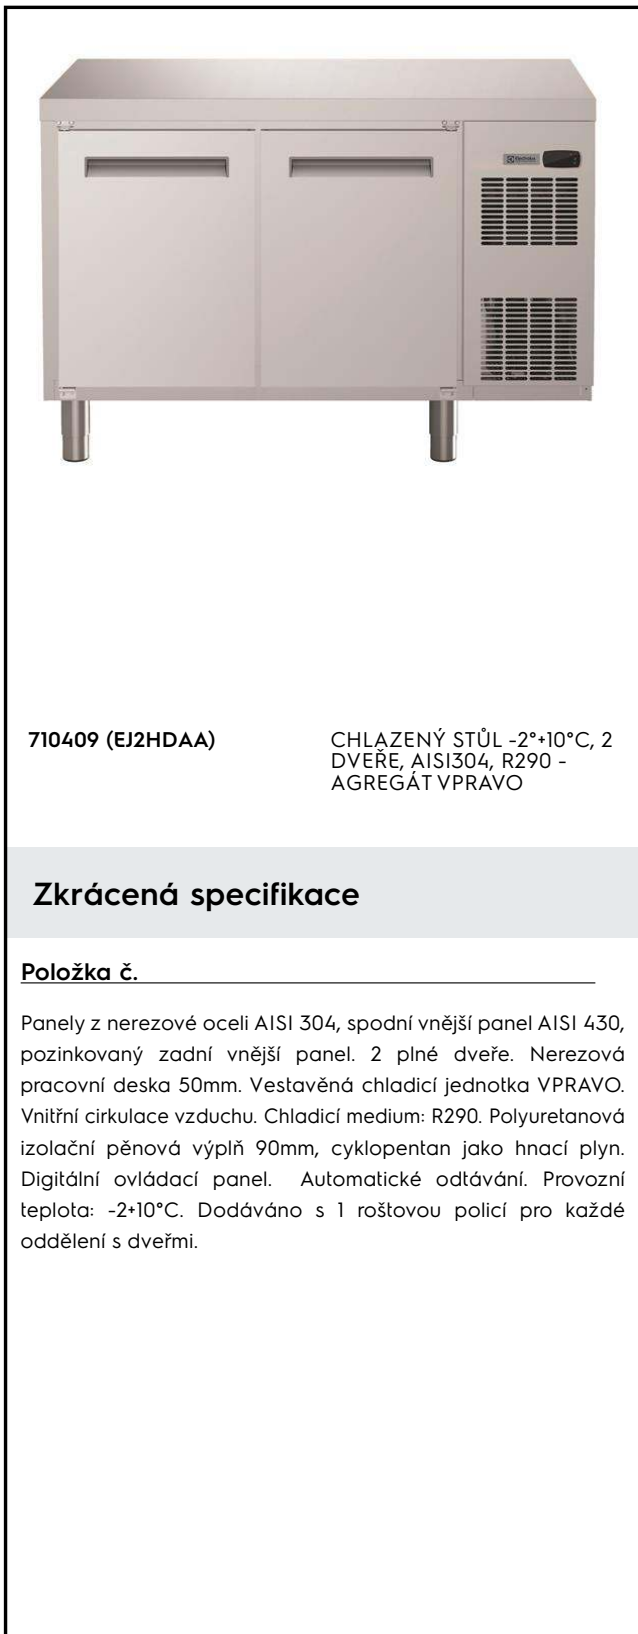 Electrolux
710409 (EJ2HDAA)
CHLAZENÝ STŮL -2°+10°C, 2
DVEŘE, AISI304, R290 -
AGREGÁT VPRAVO
Zkrácená specifikace
Položka č.
Panely z nerezové oceli AISI 304, spodní vnější panel AISI 430,
pozinkovaný zadní vnější panel. 2 plné dveře. Nerezová
pracovní deska 50mm. Vestavěná chladicí jednotka VPRAVO.
Vnitřní cirkulace vzduchu. Chladicí medium: R290. Polyuretanová
izolační pěnová výplň 90mm, cyklopentan jako hnací plyn.
Digitální ovládací panel. Automatické odtávání. Provozní
teplota: -2+10°C. Dodáváno s 1 roštovou policí pro každé
oddělení s dveřmi.